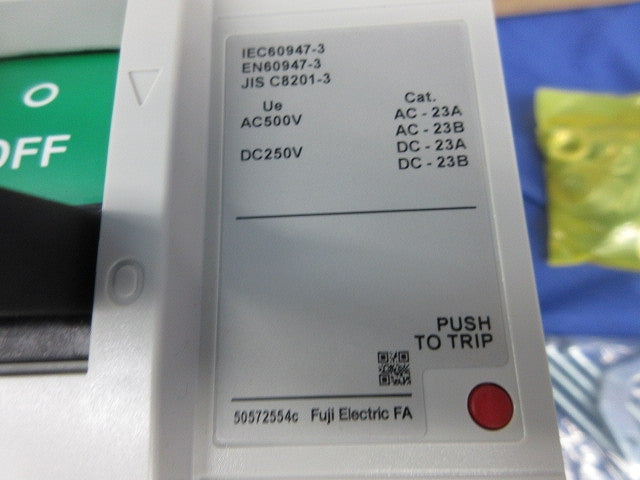 IEC60947-3
EN60947-3
JIS C8201-3
Ue Cat.
AC500V AC - 23A
AC - 23B
DC250V DC - 23A
DC - 23B
OFF
PUSH
TO TRIP
50572554c Fuji Electric FA